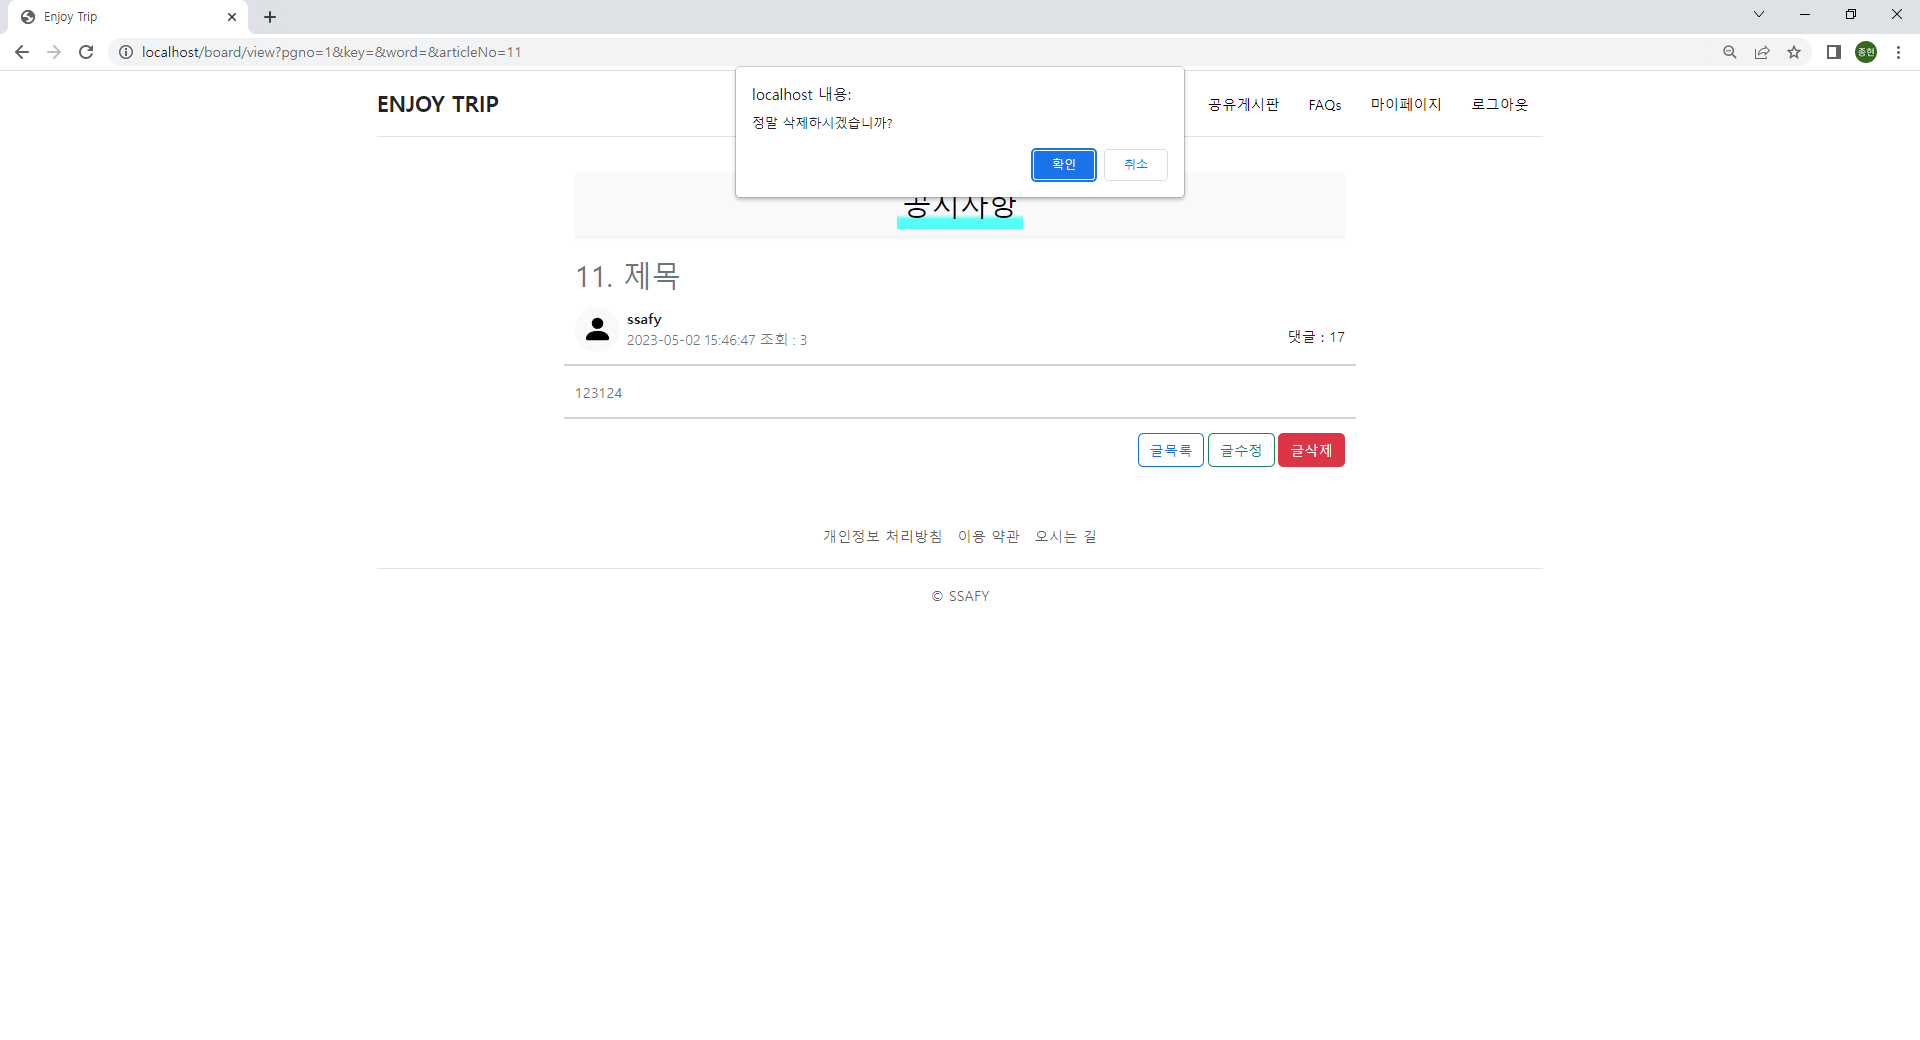 Enjoy Trip
localhost/board/view?pgno=1&key=&word=&articleNo=11
종현
ENJOY TRIP
공유게시판 FAQs 마이페이지 로그아웃
localhost 내용:
정말 삭제하시겠습니까?
확인 취소
공지사항
11. 제목
ssafy
2023-05-02 15:46:47 조회 : 3
댓글 : 17
123124
글목록 글수정 글삭제
개인정보 처리방침 이용 약관 오시는 길
© SSAFY